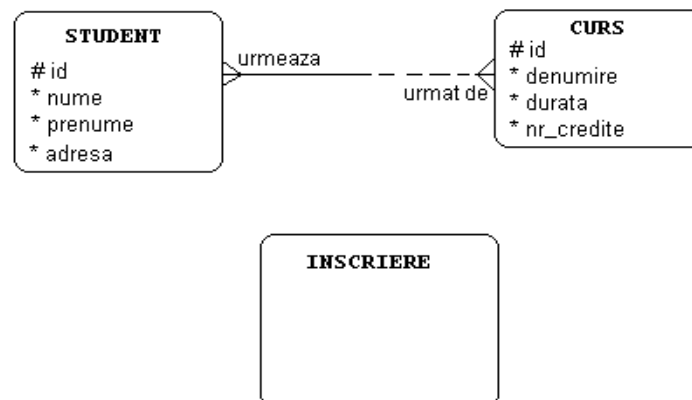 STUDENT
# id
* nume
* prenume
* adresa
urmeaza
urmat de
CURS
# id
* denumire
* durata
* nr_credite
INSCRIERE